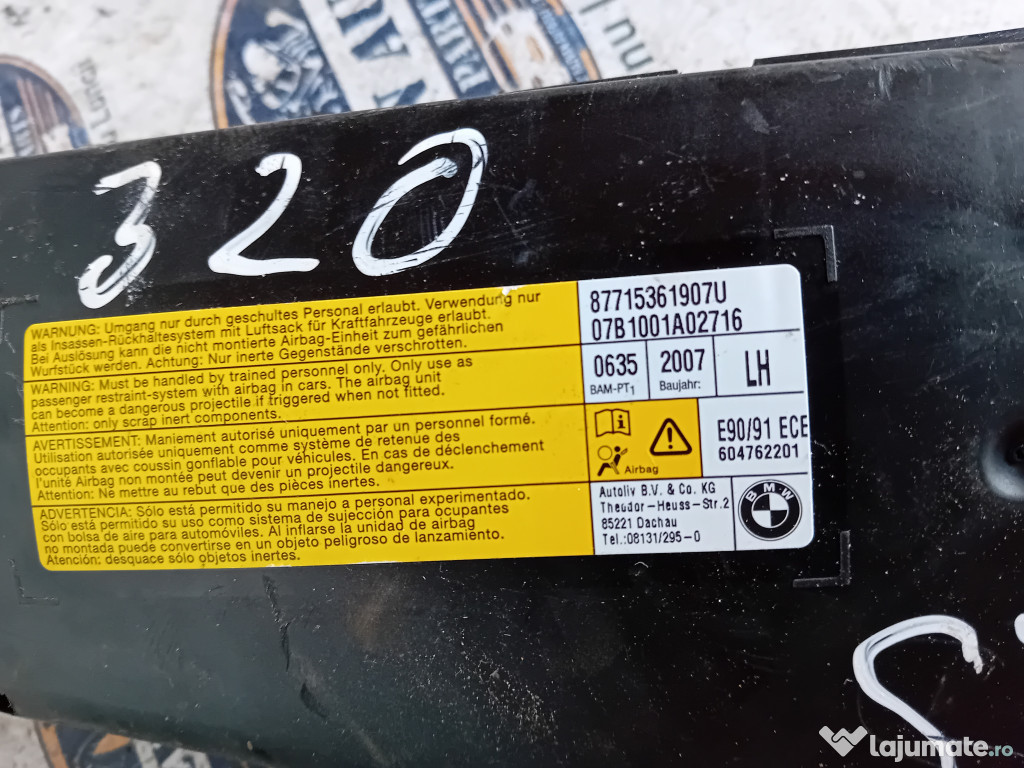 PARTS
320
WARNUNG: Umgang nur durch geschultes Personal erlaubt. Verwendung nur
als Insassen-Rückhaltesystem mit Luftsack für Kraftfahrzeuge erlaubt.
Bei Auslösung kann die nicht montierte Airbag-Einheit zum gefährlichen
Wurfstück werden. Achtung: Nur inerte Gegenstände verschrotten.
WARNING: Must be handled by trained personnel only. Only use as
passenger restraint-system with airbag in cars. The airbag unit
can become a dangerous projectile if triggered when not fitted.
Attention: only scrap inert components.
AVERTISSEMENT: Maniement autorisé uniquement par un personnel formé.
Utilisation autorisée uniquement comme système de retenue des
occupants avec coussin gonflable pour véhicules. En cas de déclenchement
l'unité Airbag non montée peut devenir un projectile dangereux.
Attention: Ne mettre au rebut que des pièces inertes.
ADVERTENCIA: Sólo está permitido su manejo a personal experimentado.
Sólo está permitido su uso como sistema de sujección para ocupantes
con bolsa de aire para automóviles. Al inflarse la unidad de airbag
no montada puede convertirse en un objeto peligroso de lanzamiento.
Atención: desguace sólo objetos inertes.
87715361907U
07B1001A02716
0635
BAM-PT1
2007
Baujahr:
LH
Airbag
E90/91 ECE
604762201
Autoliv B.V. & Co. KG
Theodor-Heuss-Str.2
85221 Dachau
Tel.:08131/295-0
BMW
lajumate.ro